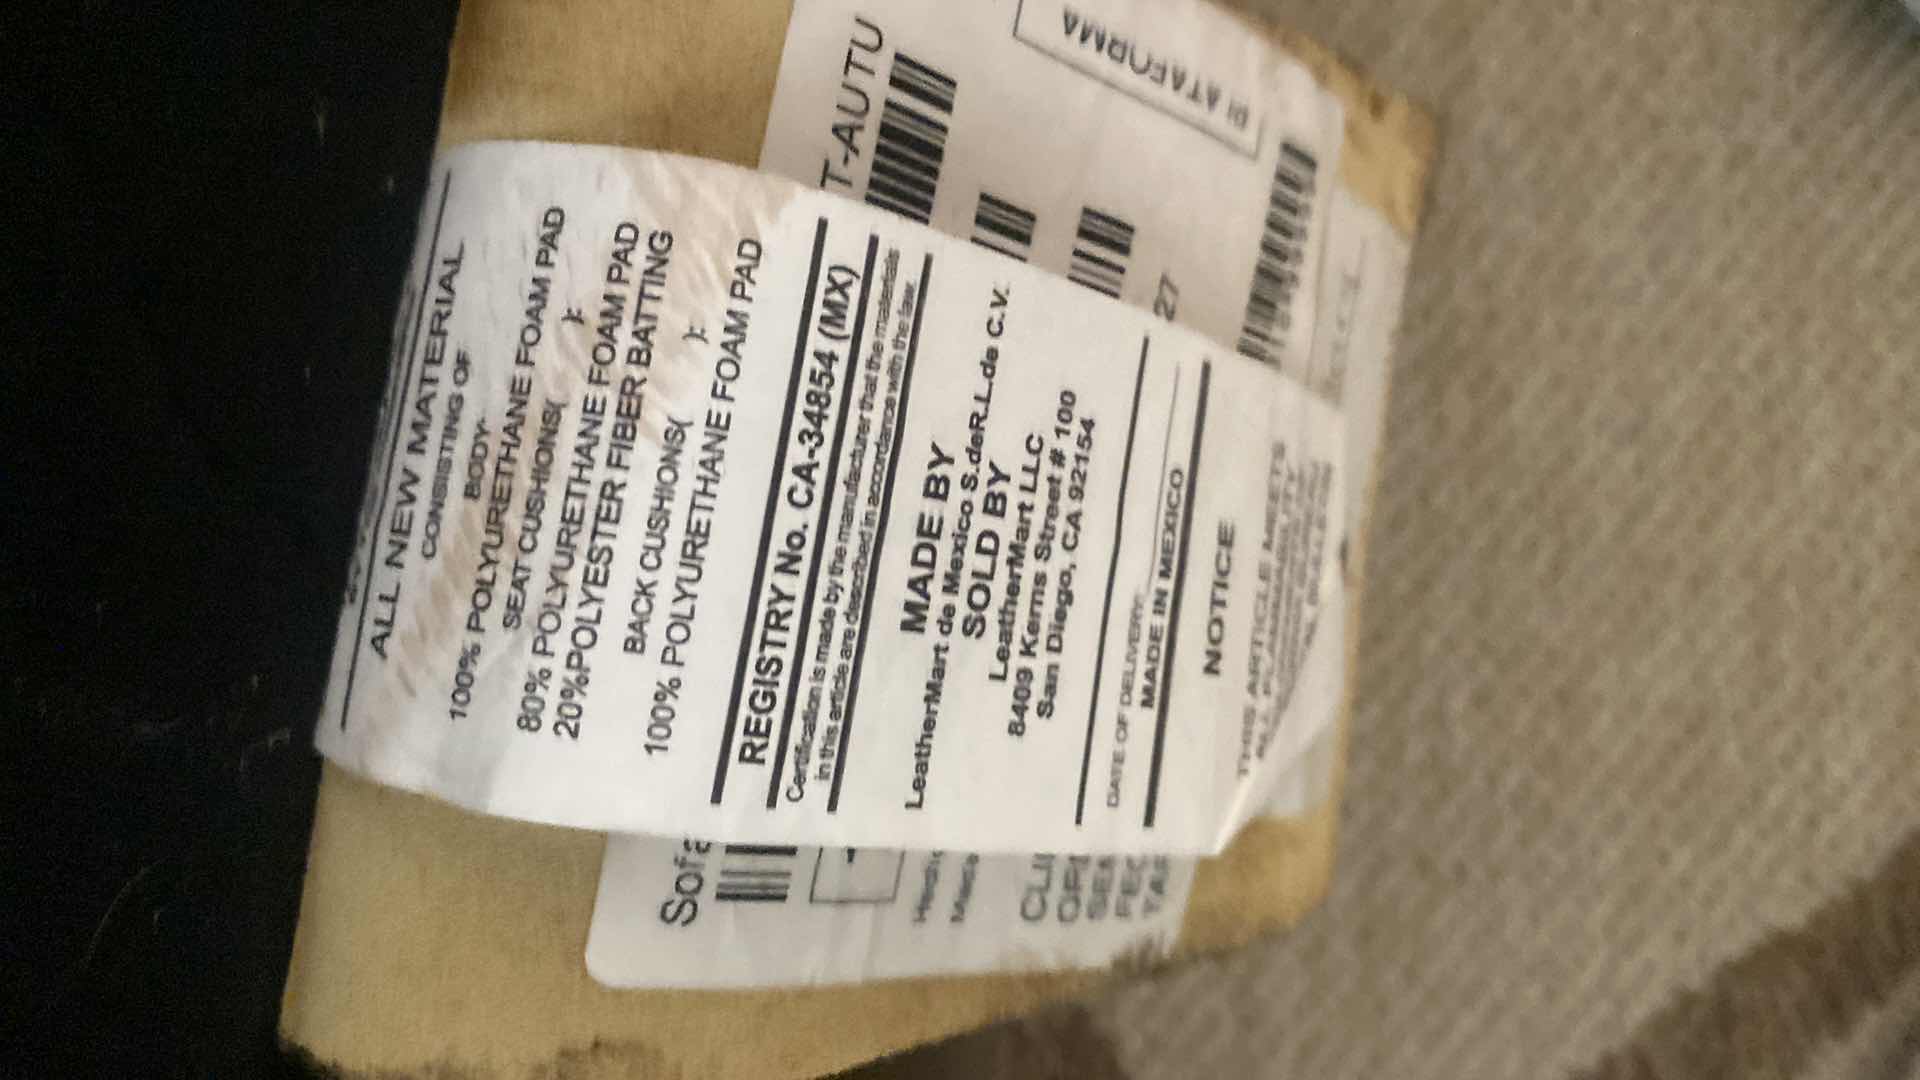 ALL NEW MATERIAL
CONSISTING OF
BODY-
100% POLYURETHANE FOAM PAD
SEAT CUSHIONS( ):
80% POLYURETHANE FOAM PAD
20%POLYESTER FIBER BATTING
BACK CUSHIONS( ):
100% POLYURETHANE FOAM PAD
REGISTRY No. CA-34854 (MX)
Certification is made by the manufacturer that the materials
in this article are described in accordance with the law.
MADE BY
LeatherMart de Mexico S.deR.L.de C.V.
SOLD BY
LeatherMart LLC
8409 Kerns Street # 100
San Diego, CA 92154
DATE OF DELIVERY:
MADE IN MEXICO
NOTICE
THIS ARTICLE MEETS
T-AUTU
PLATAFORMA
27